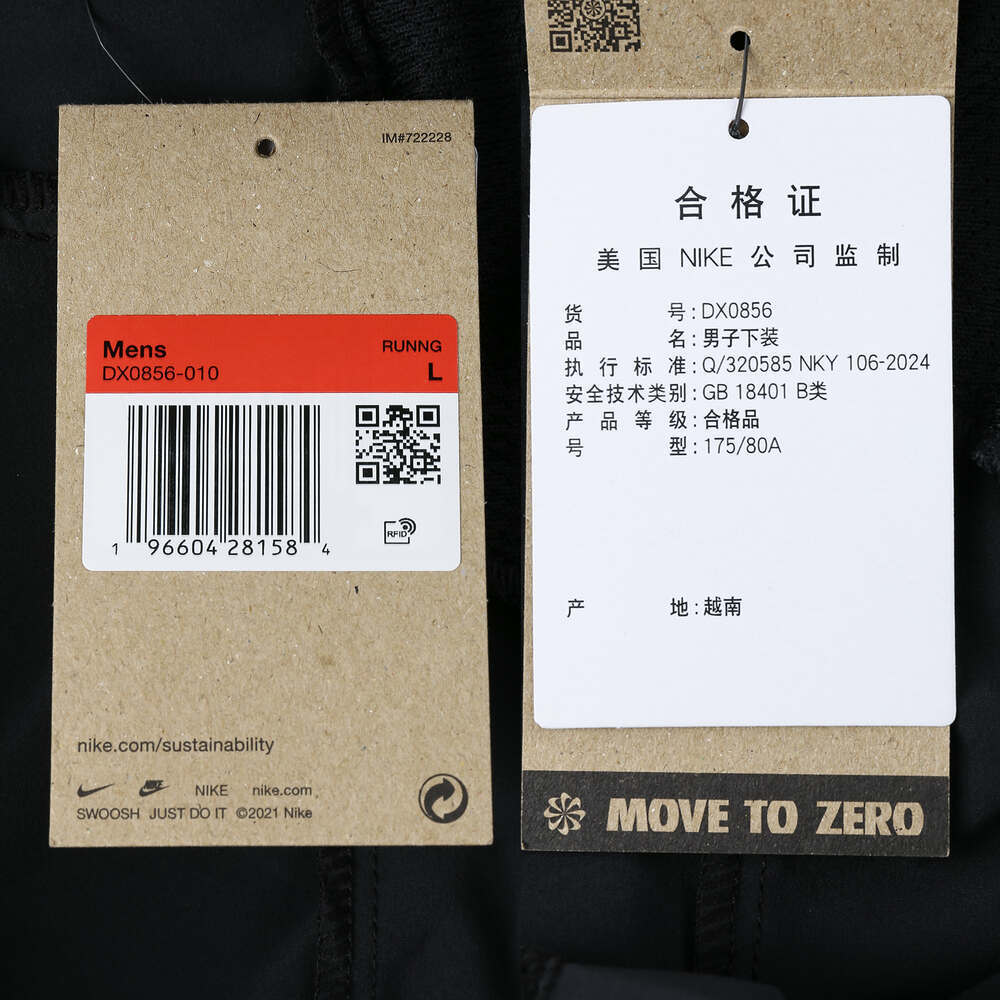 IM#722228
Mens
RUNNG
DX0856-010
L
RFID
1 96604 28158 4
nike.com/sustainability
NIKE nike.com
SWOOSH JUST DO IT ©2021 Nike
合格证
美国 NIKE 公司监制
货号:DX0856
品名:男子下装
执行标准:Q/320585 NKY 106-2024
安全技术类别:GB 18401 B类
产品等级:合格品
号型:175/80A
产地:越南
MOVE TO ZERO